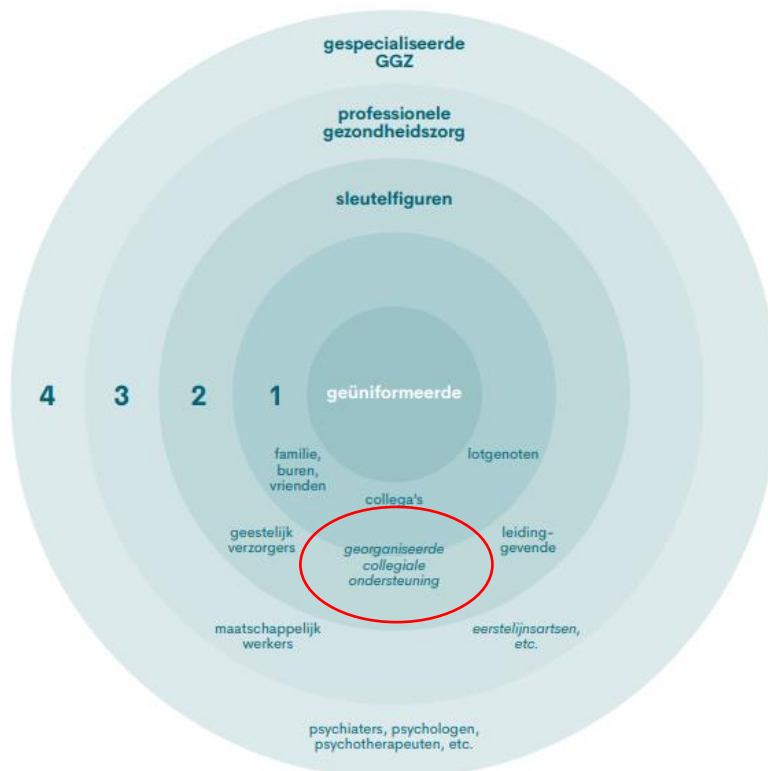 gespecialiseerde
GGZ
professionele
gezondheidszorg
sleutelfiguren
4 3 2 1 geüniformeerde
familie,
buren,
vrienden
lotgenoten
collega's
geestelijk
verzorgers
georganiseerde
collegiale
ondersteuning
leiding-
gevende
maatschappelijk
werkers
eerstelijnsartsen,
etc.
psychiaters, psychologen,
psychotherapeuten, etc.